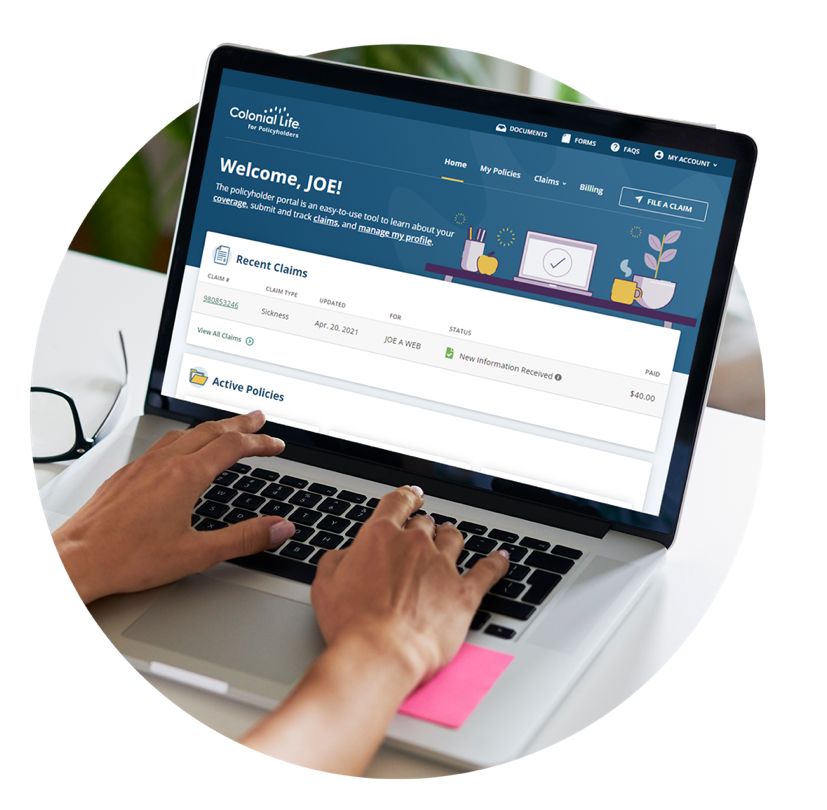 Colonial Life
for Policyholders
DOCUMENTS
FORMS
FAQS
MY ACCOUNT
Home
My Policies
Claims
Billing
FILE A CLAIM
Welcome, JOE!
The policyholder portal is an easy-to-use tool to learn about your
coverage, submit and track claims, and manage my profile.
Recent Claims
CLAIM # CLAIM TYPE UPDATED FOR STATUS PAID
980853246 Sickness Apr. 20, 2021 JOE A WEB New Information Received $40.00
View All Claims
Active Policies